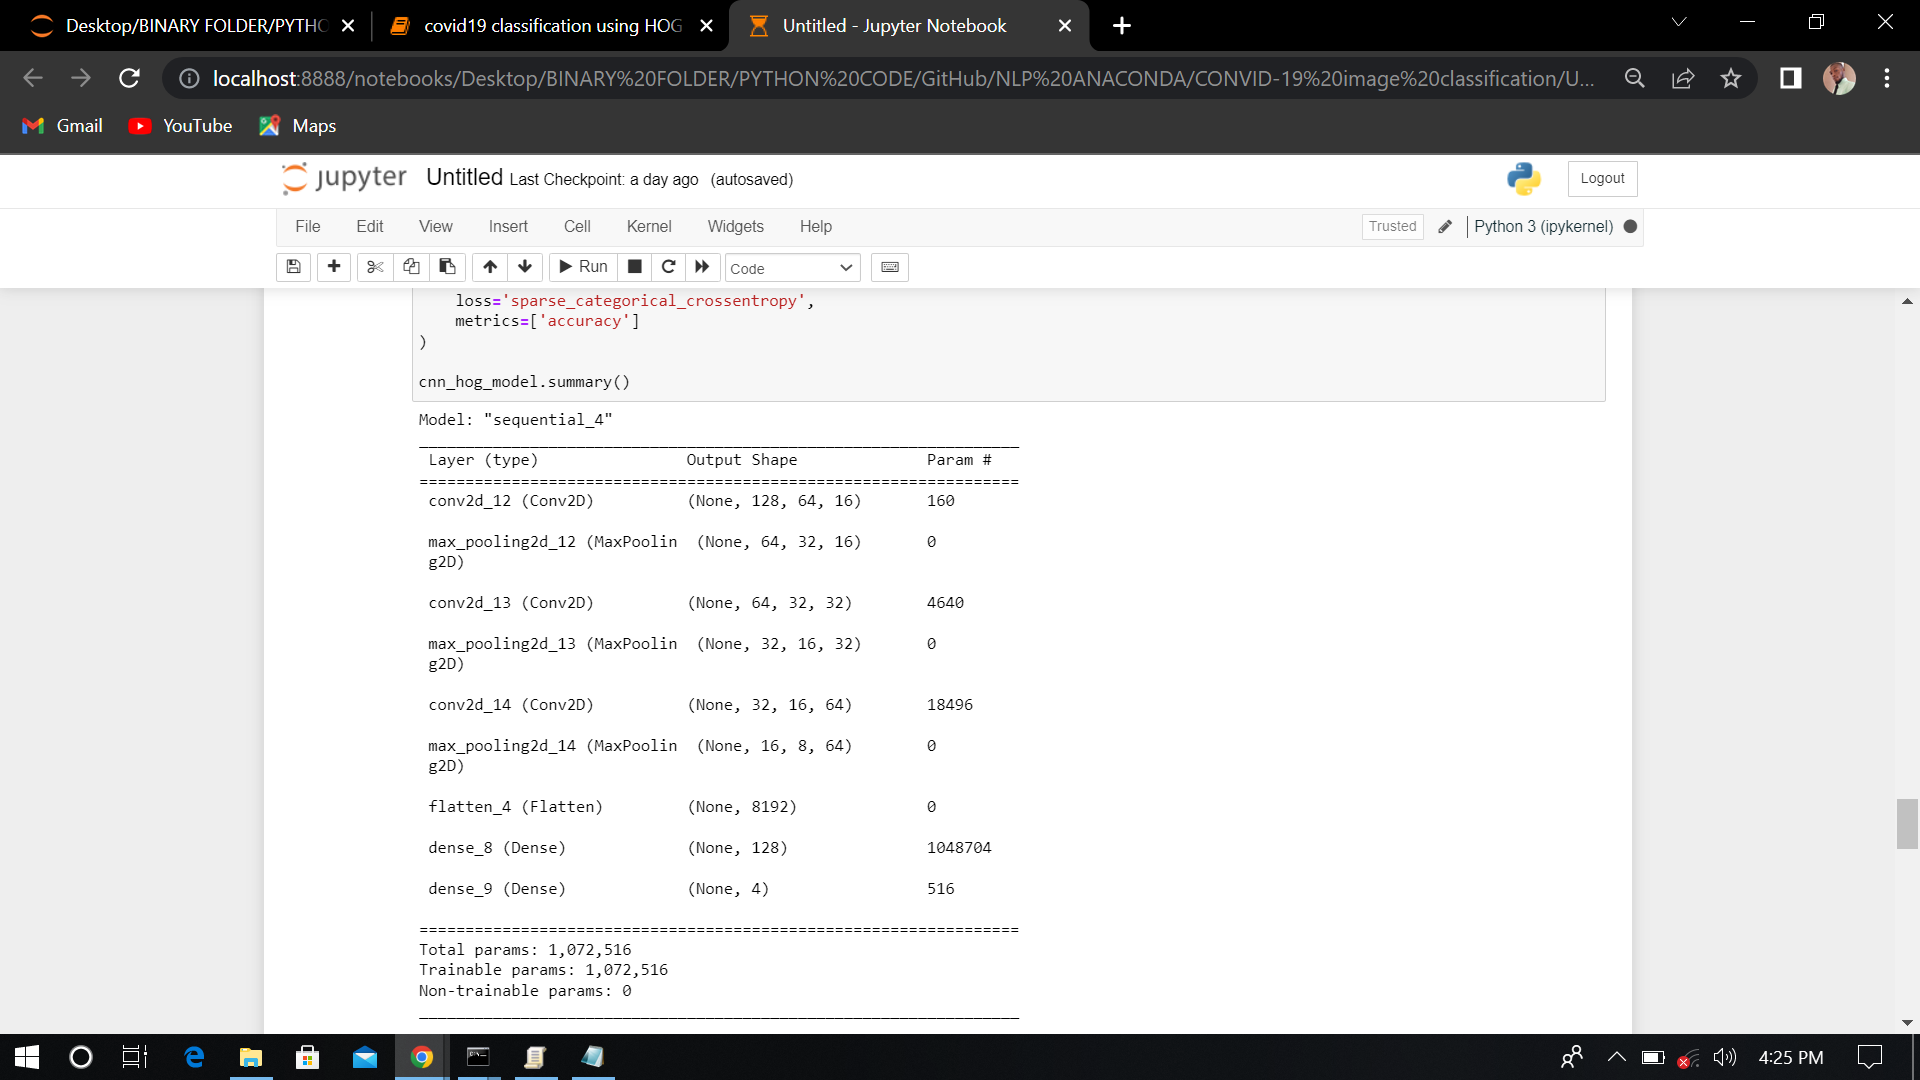 Desktop/BINARY FOLDER/PYTHO
covid19 classification using HOG
Untitled - Jupyter Notebook
localhost:8888/notebooks/Desktop/BINARY%20FOLDER/PYTHON%20CODE/GitHub/NLP%20ANACONDA/CONVID-19%20image%20classification/U...
Gmail YouTube Maps
jupyter Untitled Last Checkpoint: a day ago (autosaved) Logout
File Edit View Insert Cell Kernel Widgets Help Trusted Python 3 (ipykernel)
Run Code
loss='sparse_categorical_crossentropy',
metrics=['accuracy']
)
cnn_hog_model.summary()
Model: "sequential_4"
Layer (type) Output Shape Param #
=================================================================
conv2d_12 (Conv2D) (None, 128, 64, 16) 160
max_pooling2d_12 (MaxPoolin (None, 64, 32, 16) 0
g2D)
conv2d_13 (Conv2D) (None, 64, 32, 32) 4640
max_pooling2d_13 (MaxPoolin (None, 32, 16, 32) 0
g2D)
conv2d_14 (Conv2D) (None, 32, 16, 64) 18496
max_pooling2d_14 (MaxPoolin (None, 16, 8, 64) 0
g2D)
flatten_4 (Flatten) (None, 8192) 0
dense_8 (Dense) (None, 128) 1048704
dense_9 (Dense) (None, 4) 516
=================================================================
Total params: 1,072,516
Trainable params: 1,072,516
Non-trainable params: 0
4:25 PM